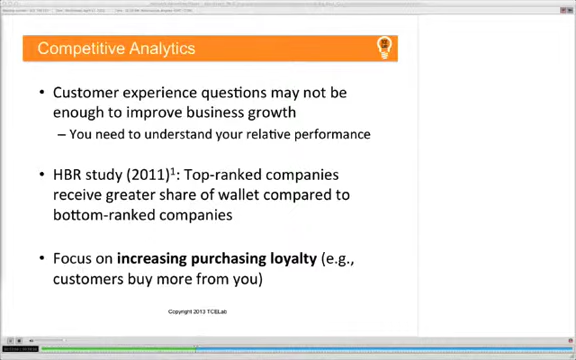 Competitive Analytics
• Customer experience questions may not be
enough to improve business growth
– You need to understand your relative performance
• HBR study (2011)1: Top-ranked companies
receive greater share of wallet compared to
bottom-ranked companies
• Focus on increasing purchasing loyalty (e.g.,
customers buy more from you)
Copyright 2013 TCELab